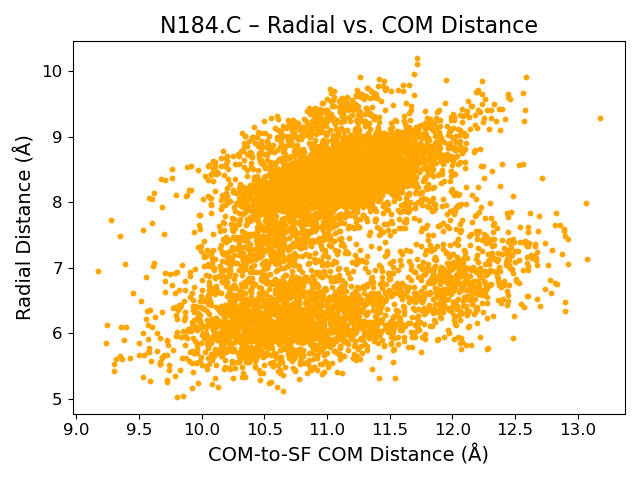 N184.C – Radial vs. COM Distance
Radial Distance (Å)
10
9
8
7
6
5
9.0 9.5 10.0 10.5 11.0 11.5 12.0 12.5 13.0
COM-to-SF COM Distance (Å)